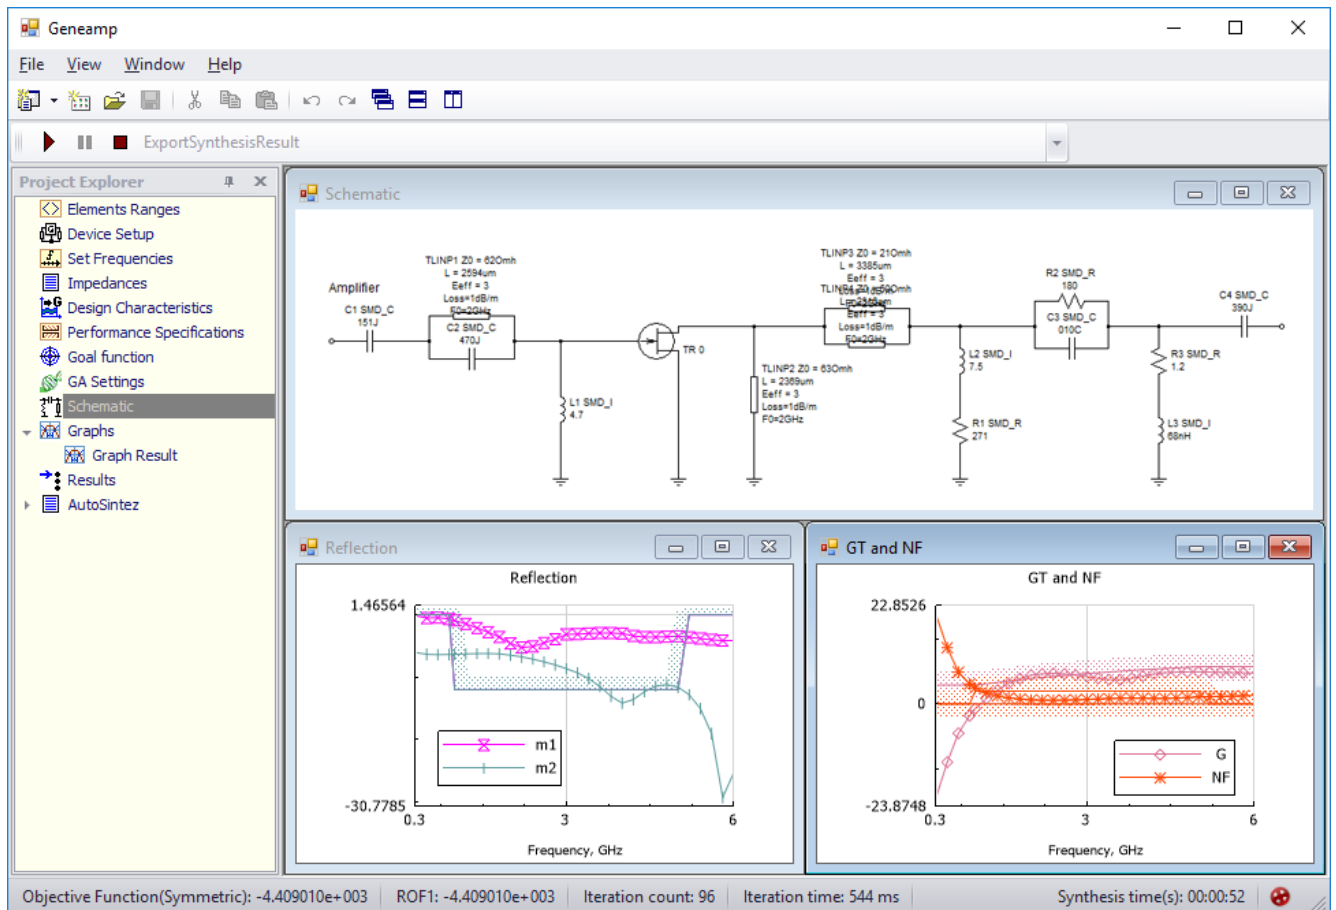 Geneamp
File View Window Help
ExportSynthesisResult
Project Explorer
Elements Ranges
Device Setup
Set Frequencies
Impedances
Design Characteristics
Performance Specifications
Goal function
GA Settings
Schematic
Graphs
Graph Result
Results
AutoSintez
Schematic
Amplifier
C1 SMD_C
151J
TLINP1 Z0 = 62Omh
L = 2594um
Eeff = 3
Loss=1dB/m
F0=2GHz
C2 SMD_C
470J
L1 SMD_I
4.7
TR 0
TLINP2 Z0 = 63Omh
L = 2369um
Eeff = 3
Loss=1dB/m
F0=2GHz
TLINP3 Z0 = 21Omh
L = 3385um
Eeff = 3
Eeff = 3
Loss=1dB/m
F0=2GHz
L2 SMD_I
7.5
R1 SMD_R
271
R2 SMD_R
180
C3 SMD_C
010C
R3 SMD_R
1.2
L3 SMD_I
68nH
C4 SMD_C
390J
Reflection
Reflection
1.46564
-30.7785
0.3 3 6
Frequency, GHz
m1
m2
GT and NF
GT and NF
22.8526
0
-23.8748
0.3 3 6
Frequency, GHz
G
NF
Objective Function(Symmetric): -4.409010e+003 ROF1: -4.409010e+003 Iteration count: 96 Iteration time: 544 ms Synthesis time(s): 00:00:52